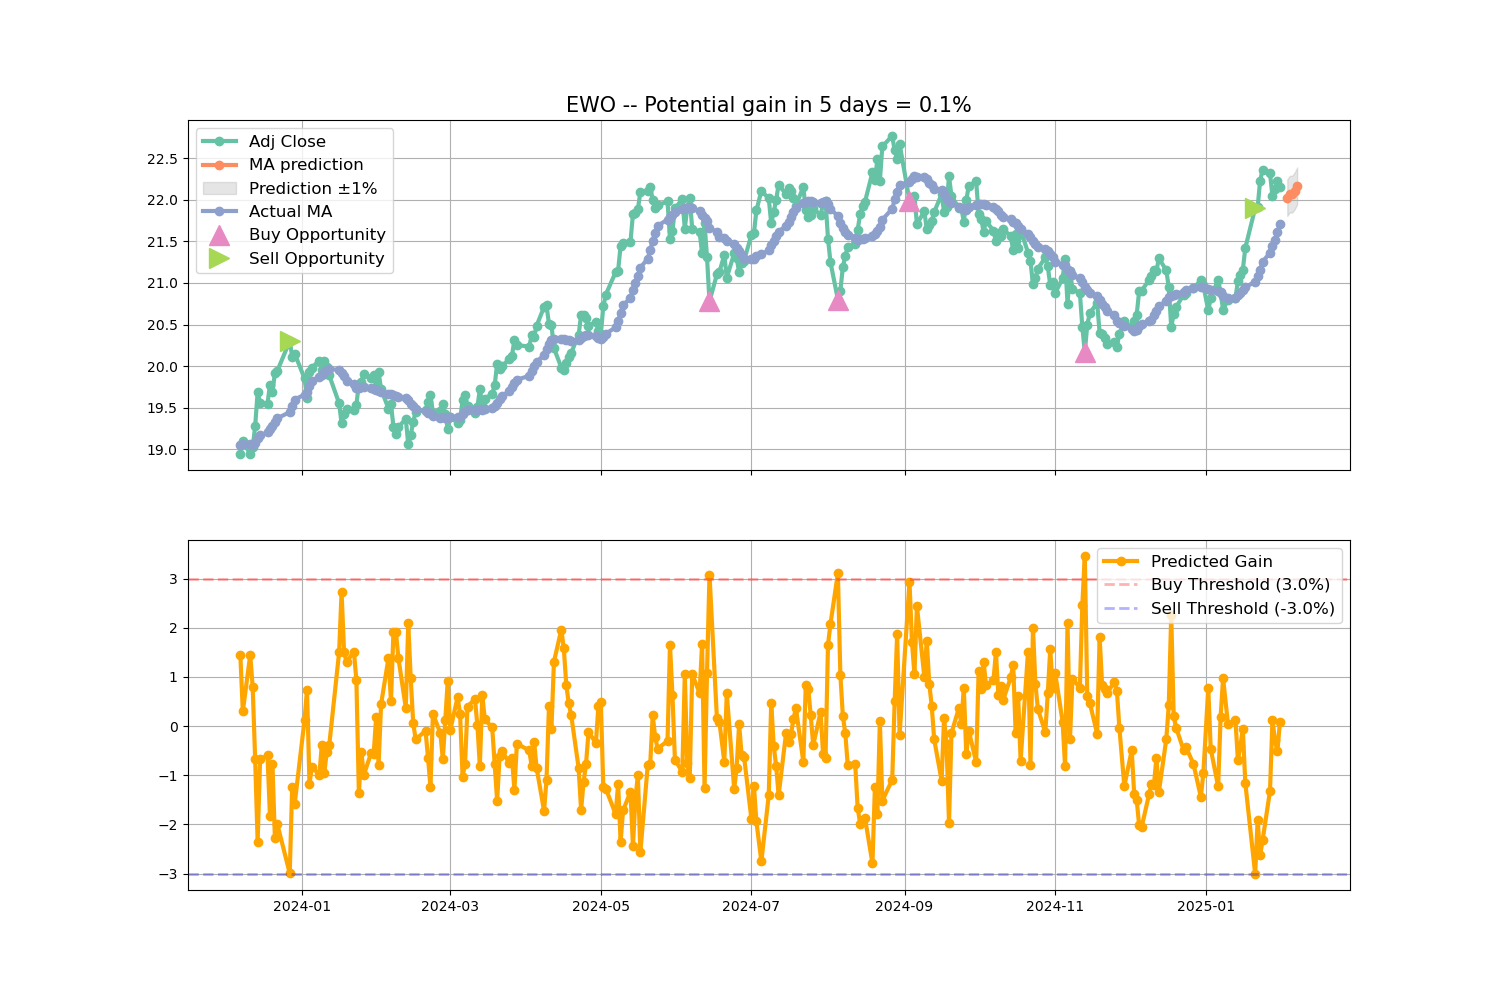 EWO -- Potential gain in 5 days = 0.1%
Adj Close
MA prediction
Prediction ±1%
Actual MA
Buy Opportunity
Sell Opportunity
22.5
22.0
21.5
21.0
20.5
20.0
19.5
19.0
Predicted Gain
Buy Threshold (3.0%)
Sell Threshold (-3.0%)
3
2
1
0
−1
−2
−3
2024-01
2024-03
2024-05
2024-07
2024-09
2024-11
2025-01